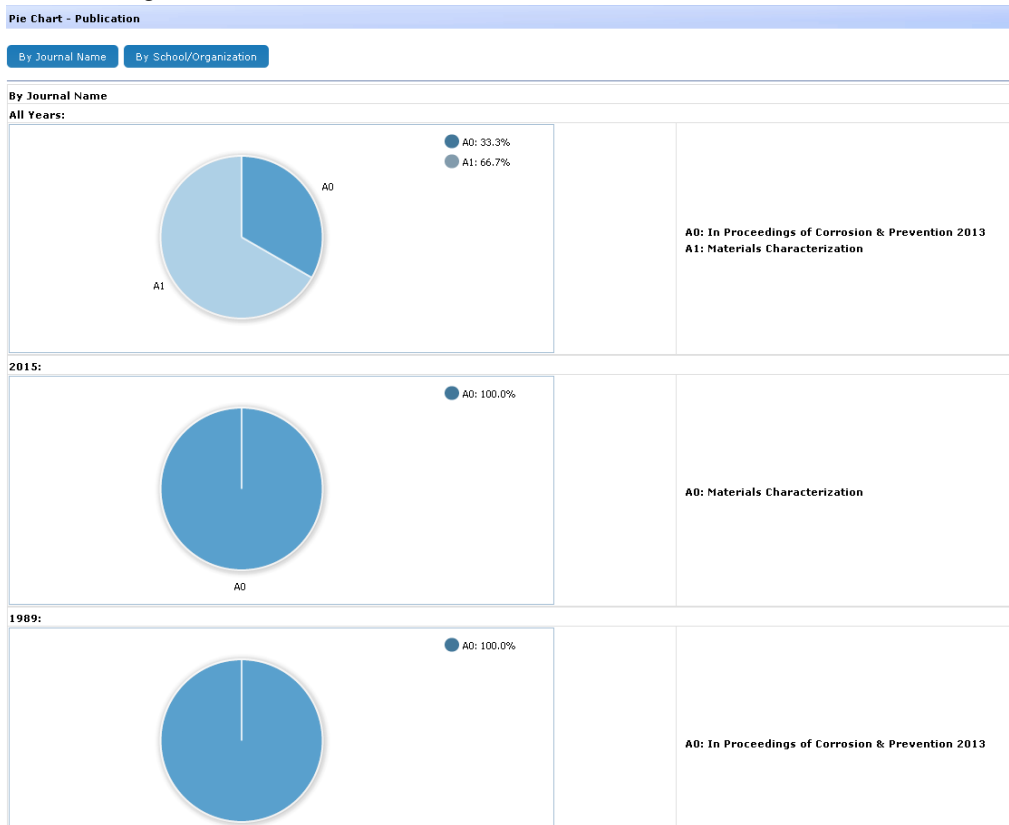 Pie Chart - Publication
By Journal Name By School/Organization
By Journal Name
All Years:
A0: 33.3%
A1: 66.7%
A0
A1
A0: In Proceedings of Corrosion & Prevention 2013
A1: Materials Characterization
2015:
A0: 100.0%
A0
A0: Materials Characterization
1989:
A0: 100.0%
A0: In Proceedings of Corrosion & Prevention 2013